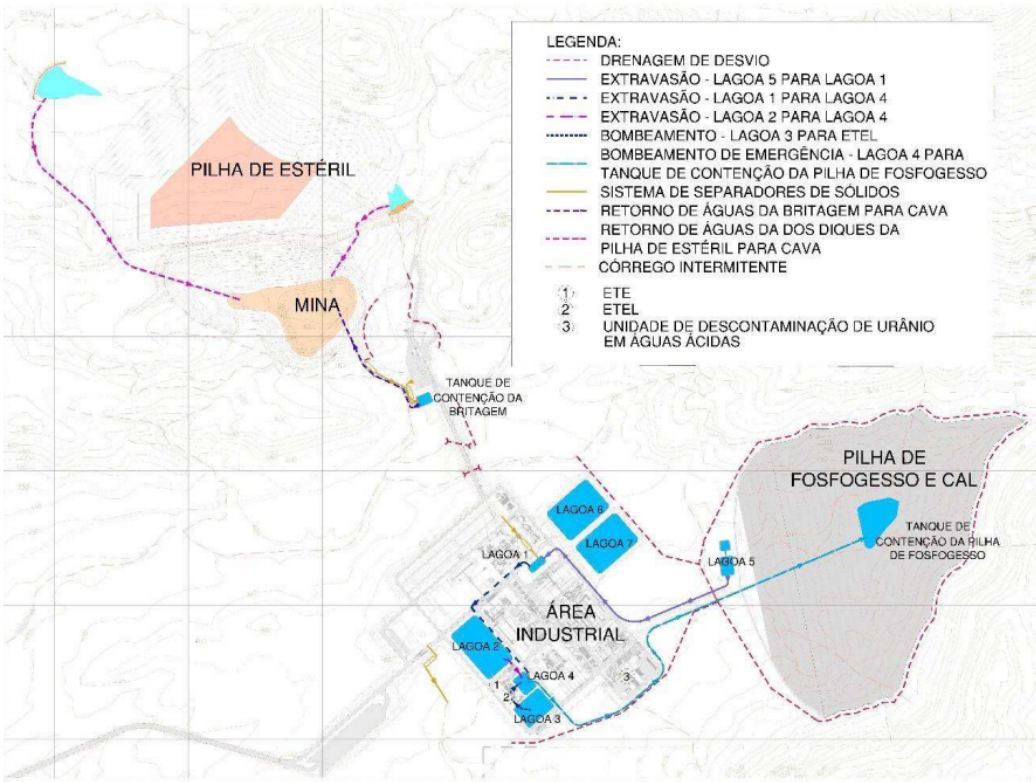 LEGENDA:
DRENAGEM DE DESVIO
EXTRAVASÃO - LAGOA 5 PARA LAGOA 1
EXTRAVASÃO - LAGOA 1 PARA LAGOA 4
EXTRAVASÃO - LAGOA 2 PARA LAGOA 4
BOMBEAMENTO - LAGOA 3 PARA ETEL
BOMBEAMENTO DE EMERGÊNCIA - LAGOA 4 PARA
TANQUE DE CONTENÇÃO DA PILHA DE FOSFOGESSO
SISTEMA DE SEPARADORES DE SÓLIDOS
RETORNO DE ÁGUAS DA BRITAGEM PARA CAVA
RETORNO DE ÁGUAS DA DOS DIQUES DA
PILHA DE ESTÉRIL PARA CAVA
CÓRREGO INTERMITENTE
1 ETE
2 ETEL
3 UNIDADE DE DESCONTAMINAÇÃO DE URÂNIO
EM ÁGUAS ÁCIDAS
PILHA DE ESTÉRIL
MINA
TANQUE DE
CONTENÇÃO DA
BRITAGEM
PILHA DE
FOSFOGESSO E CAL
TANQUE DE
CONTENÇÃO DA PILHA
DE FOSFOGESSO
LAGOA 6
LAGOA 7
LAGOA 1
LAGOA 5
ÁREA
INDUSTRIAL
LAGOA 2
LAGOA 4
1
2
3
LAGOA 3